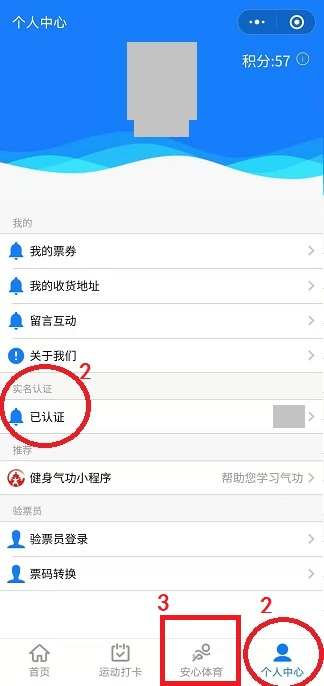 个人中心
积分:57
我的
我的票券
我的收货地址
留言互动
关于我们
2
实名认证
已认证
推荐
健身气功小程序 帮助您学习气功
验票员
验票员登录
票码转换
3 2
首页 运动打卡 安心体育 个人中心